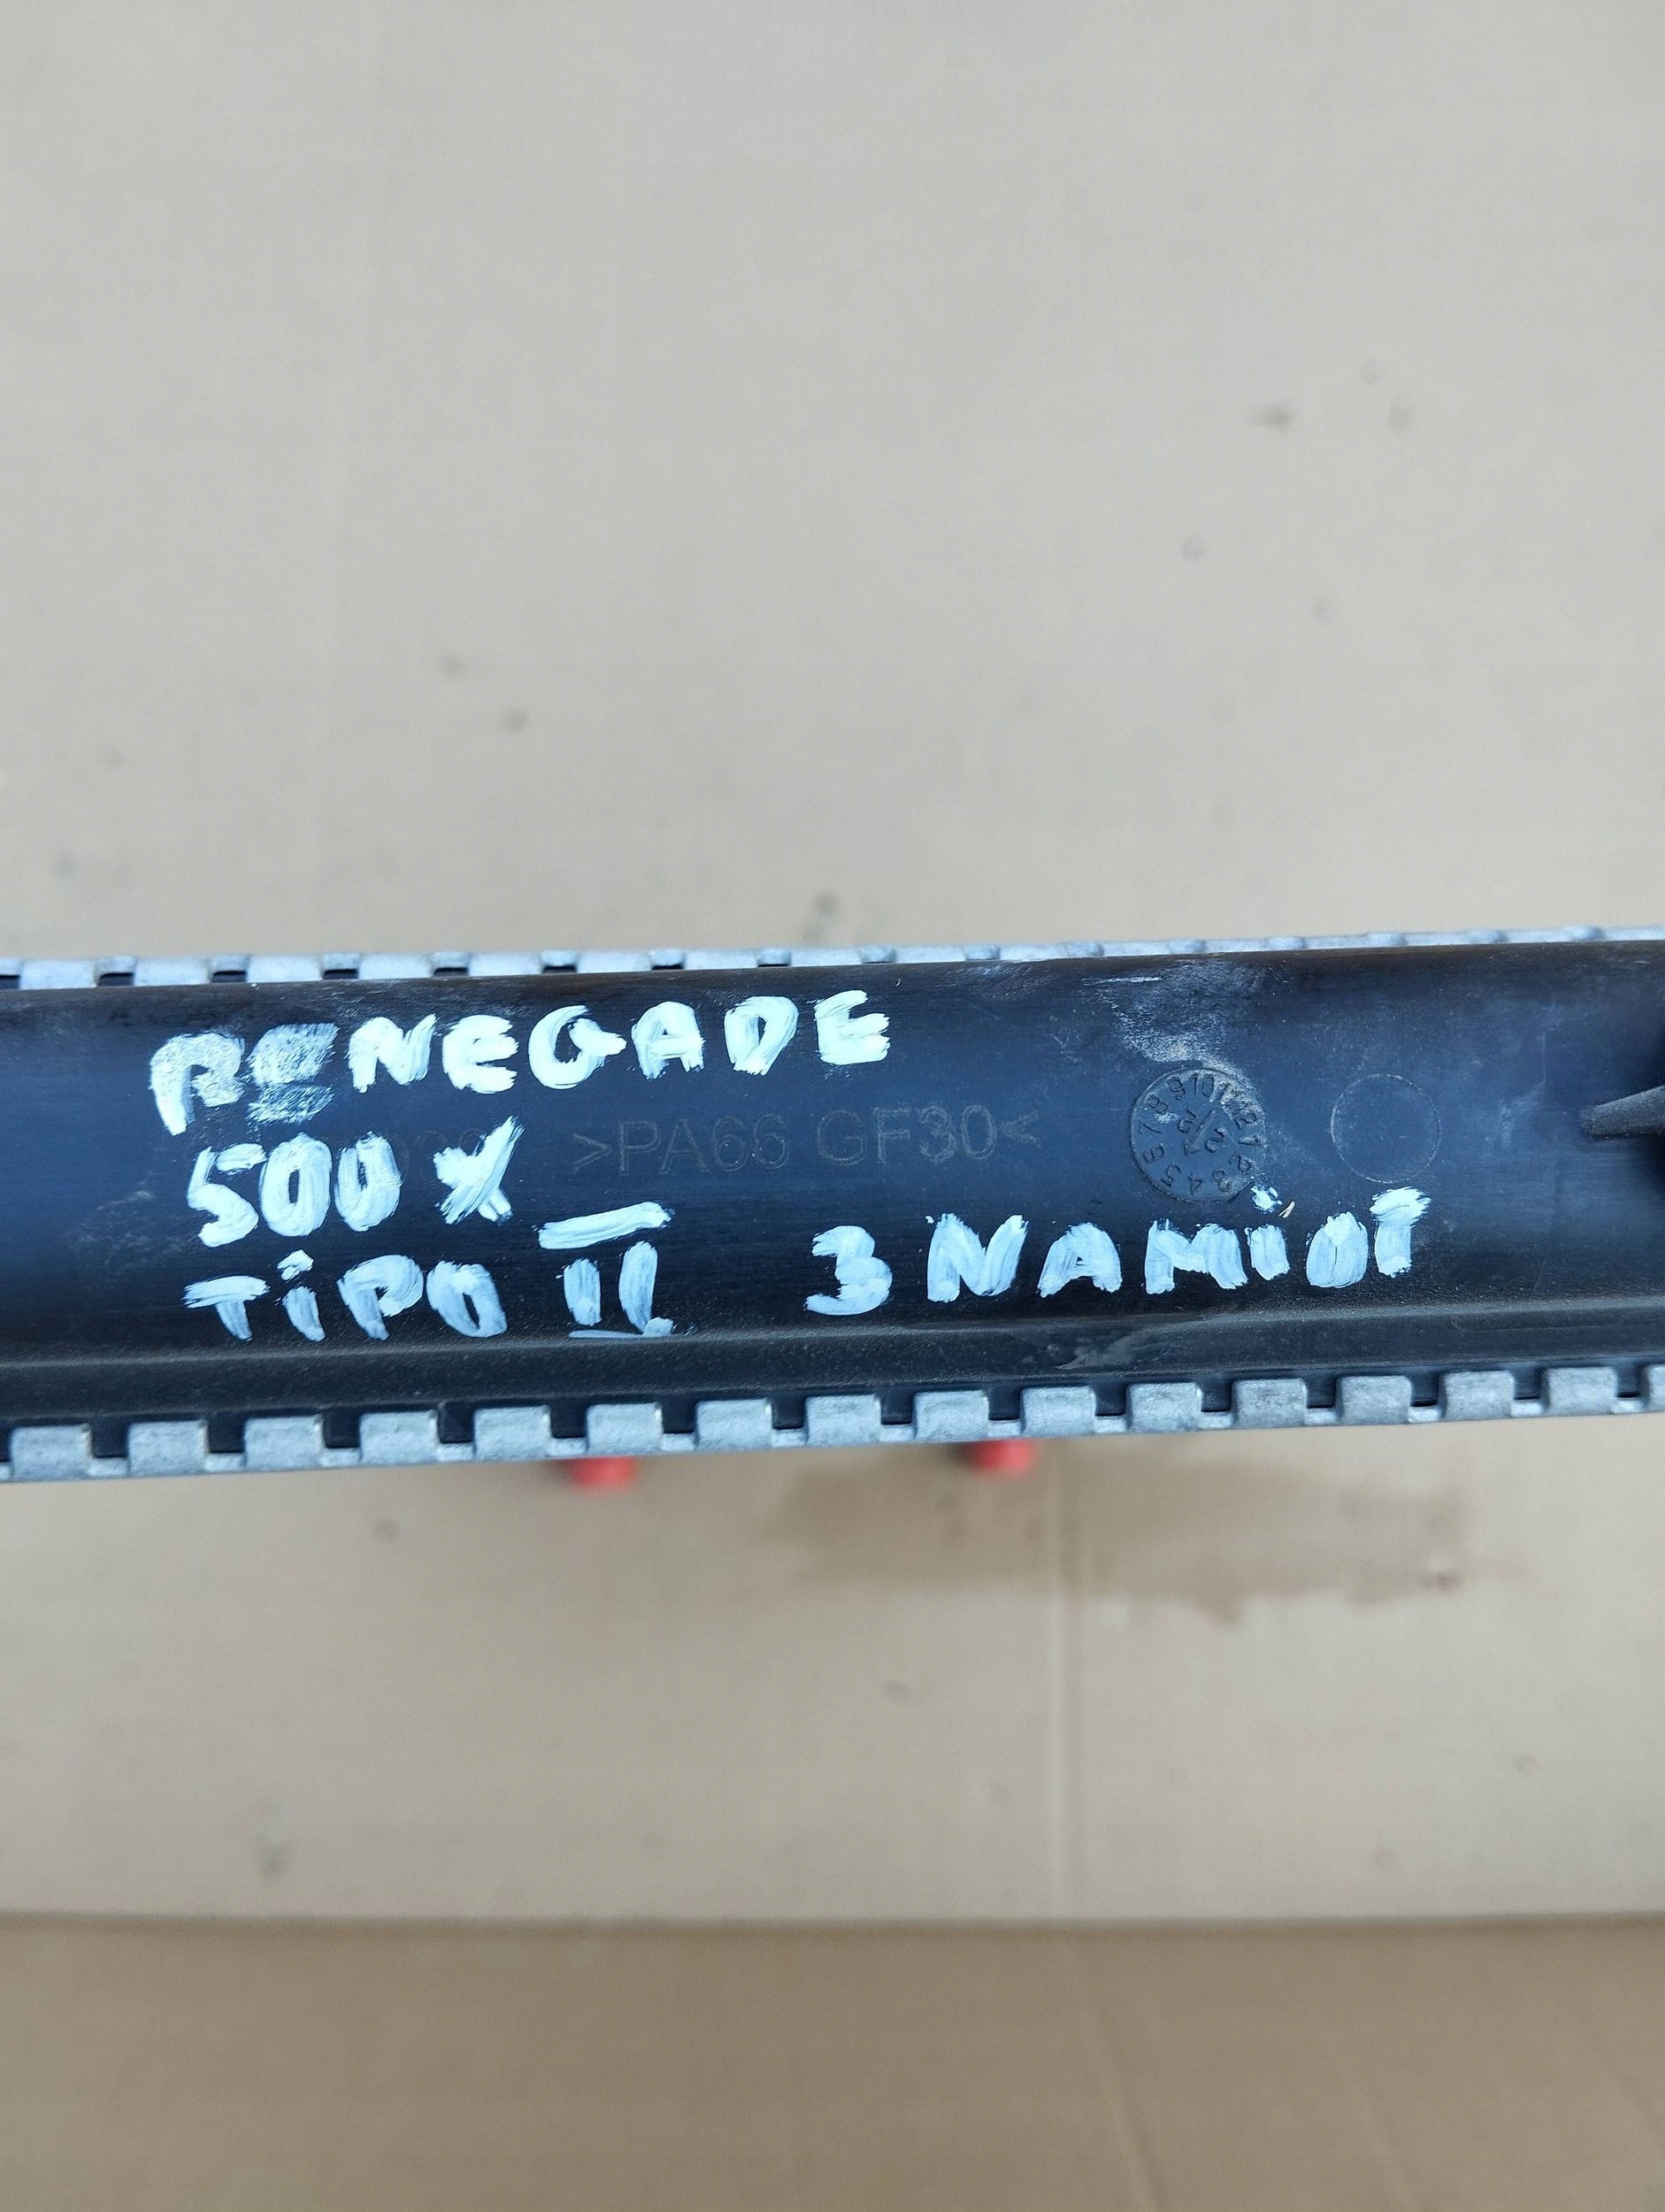 RENEGADE
500X >PA66 GF30<
TiPO II 3 NAMiOT